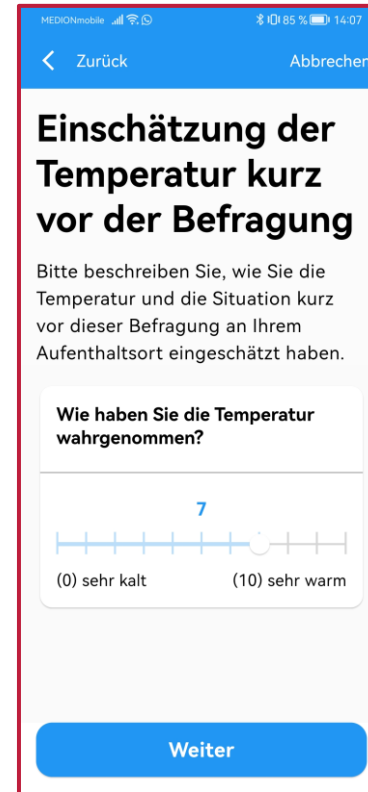 MEDIONmobile 85 % 14:07
Zurück Abbrechen
Einschätzung der
Temperatur kurz
vor der Befragung
Bitte beschreiben Sie, wie Sie die
Temperatur und die Situation kurz
vor dieser Befragung an Ihrem
Aufenthaltsort eingeschätzt haben.
Wie haben Sie die Temperatur
wahrgenommen?
7
(0) sehr kalt (10) sehr warm
Weiter